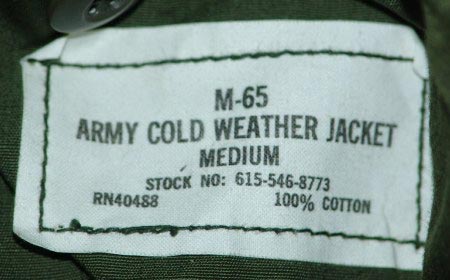 M-65
ARMY COLD WEATHER JACKET
MEDIUM
STOCK NO: 615-546-8773
RN40488 100% COTTON